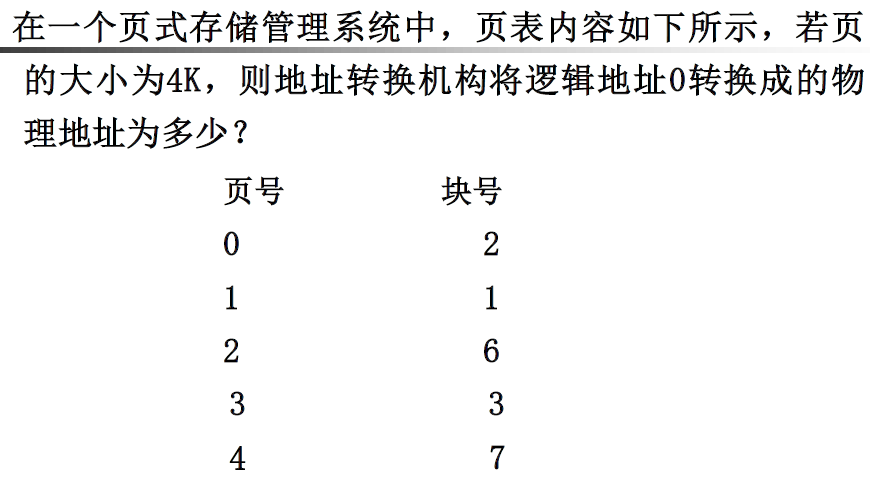 在一个页式存储管理系统中，页表内容如下所示，若页
的大小为4K，则地址转换机构将逻辑地址0转换成的物
理地址为多少？
页号 块号
0 2
1 1
2 6
3 3
4 7